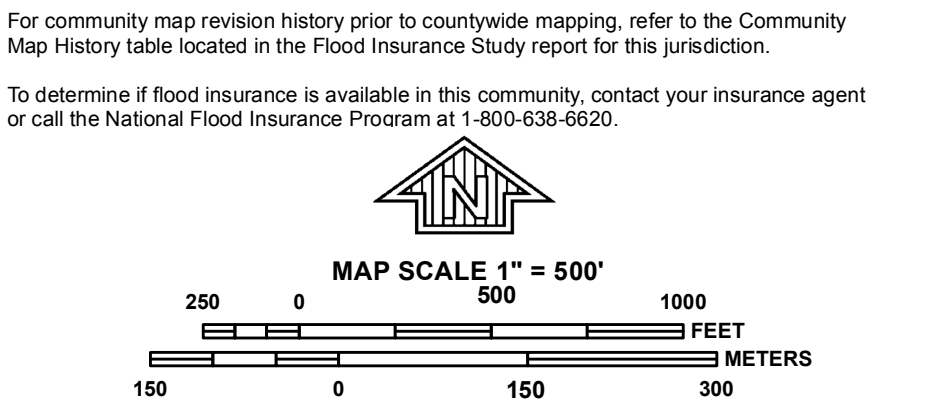 For community map revision history prior to countywide mapping, refer to the Community
Map History table located in the Flood Insurance Study report for this jurisdiction.
To determine if flood insurance is available in this community, contact your insurance agent
or call the National Flood Insurance Program at 1-800-638-6620.
N
MAP SCALE 1" = 500'
250 0 500 1000
FEET
METERS
150 0 150 300